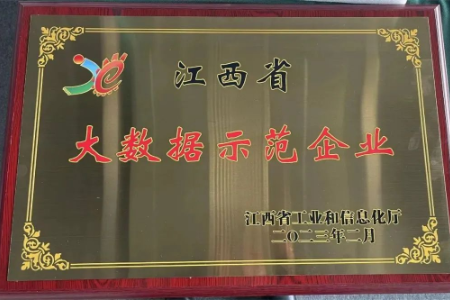 江西省
大数据示范企业
江西省工业和信息化厅
二〇二三年二月